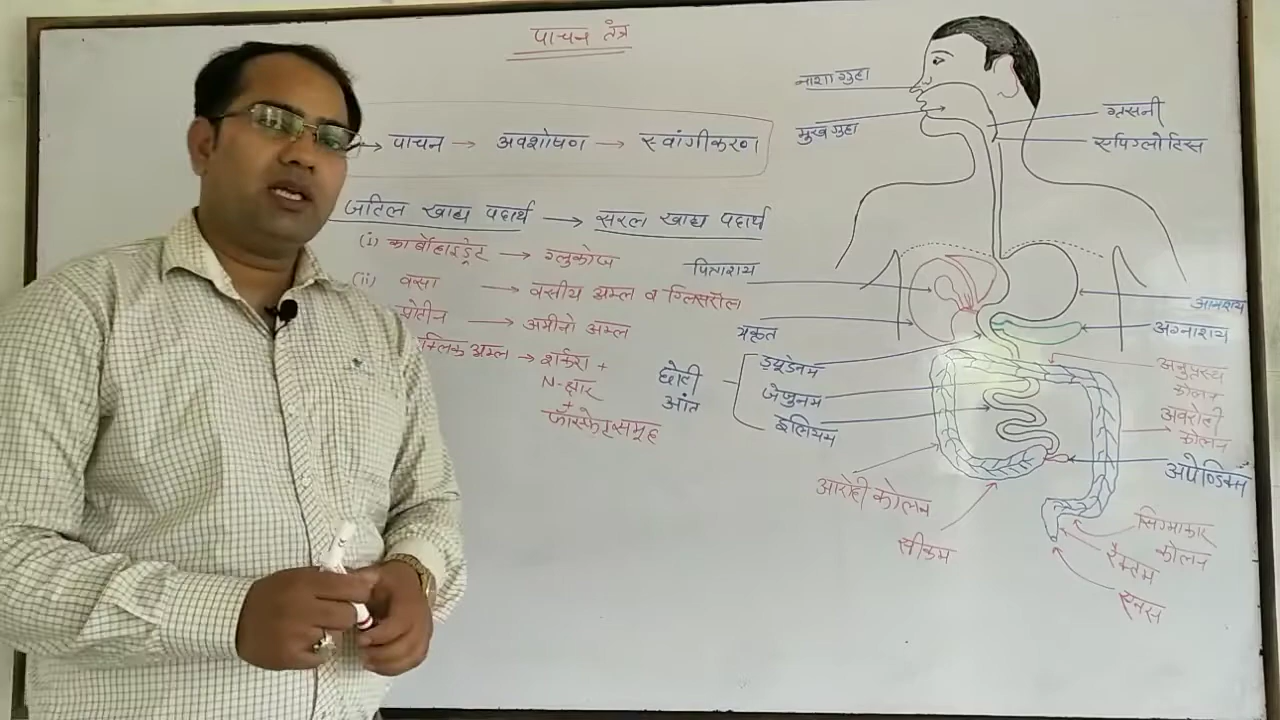 पाचन तंत्र
→ पाचन → अवशोषण → स्वांगीकरण
जटिल खाद्य पदार्थ → सरल खाद्य पदार्थ
(i) कार्बोहाइड्रेट → ग्लुकोज
(ii) वसा → वसीय अम्ल व ग्लिसरॉल
प्रोटीन → अमीनो अम्ल
क्लिक अम्ल → शर्करा +
N-क्षार
+
फॉस्फेट समूह
नाशा गुहा
मुख गुहा
ग्रसनी
एपिग्लोटिस
पित्ताशय
यकृत
आमाशय
अग्नाशय
छोटी
आंत
ड्यूडेनम
जेजुनम
इलियम
अनुप्रस्थ
कोलन
अवरोही
कोलन
अपेण्डिक्स
आरोही कोलन
सीकम
सिग्माकार
कोलन
रैक्टम
एनस